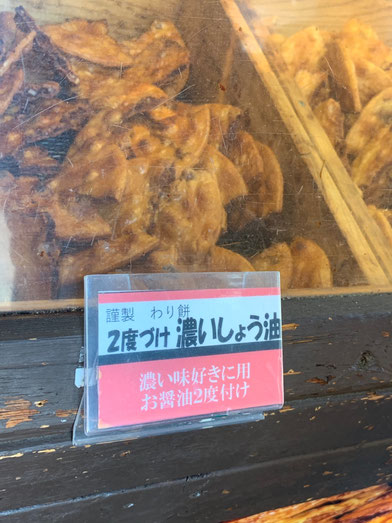 謹製 わり餅
2度づけ 濃いしょう油
濃い味好きに用
お醤油2度付け